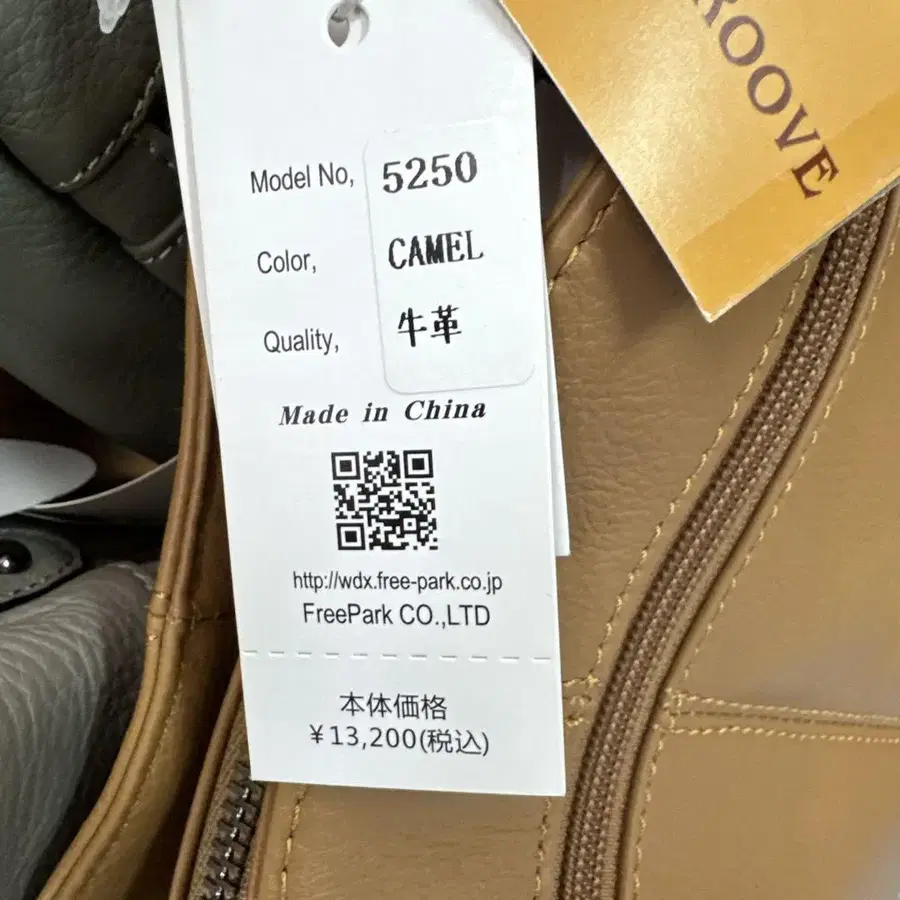 ROOVE
Model No, 5250
Color, CAMEL
Quality, 牛革
Made in China
http://wdx.free-park.co.jp
FreePark CO.,LTD
本体価格
¥13,200(税込)